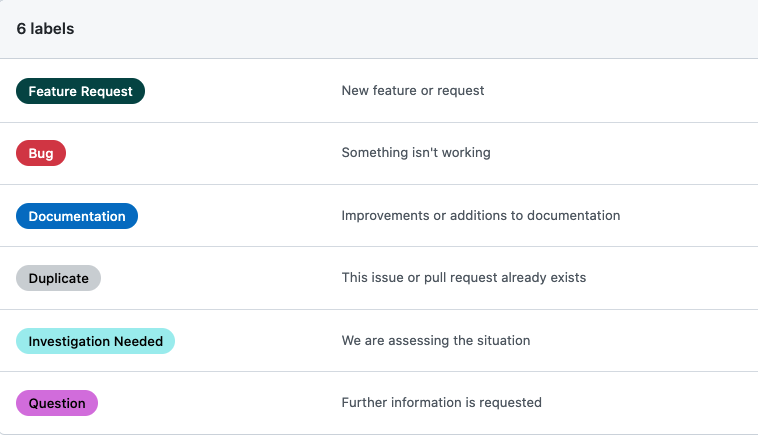 6 labels
Feature Request New feature or request
Bug Something isn't working
Documentation Improvements or additions to documentation
Duplicate This issue or pull request already exists
Investigation Needed We are assessing the situation
Question Further information is requested